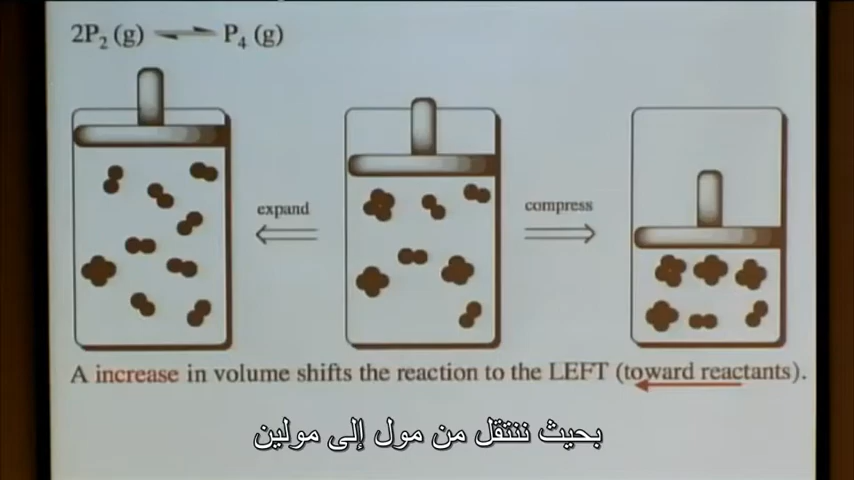 2P₂ (g) ⇌ P₄ (g)
expand
compress
A increase in volume shifts the reaction to the LEFT (toward reactants).
بحيث ننتقل من مول إلى مولين